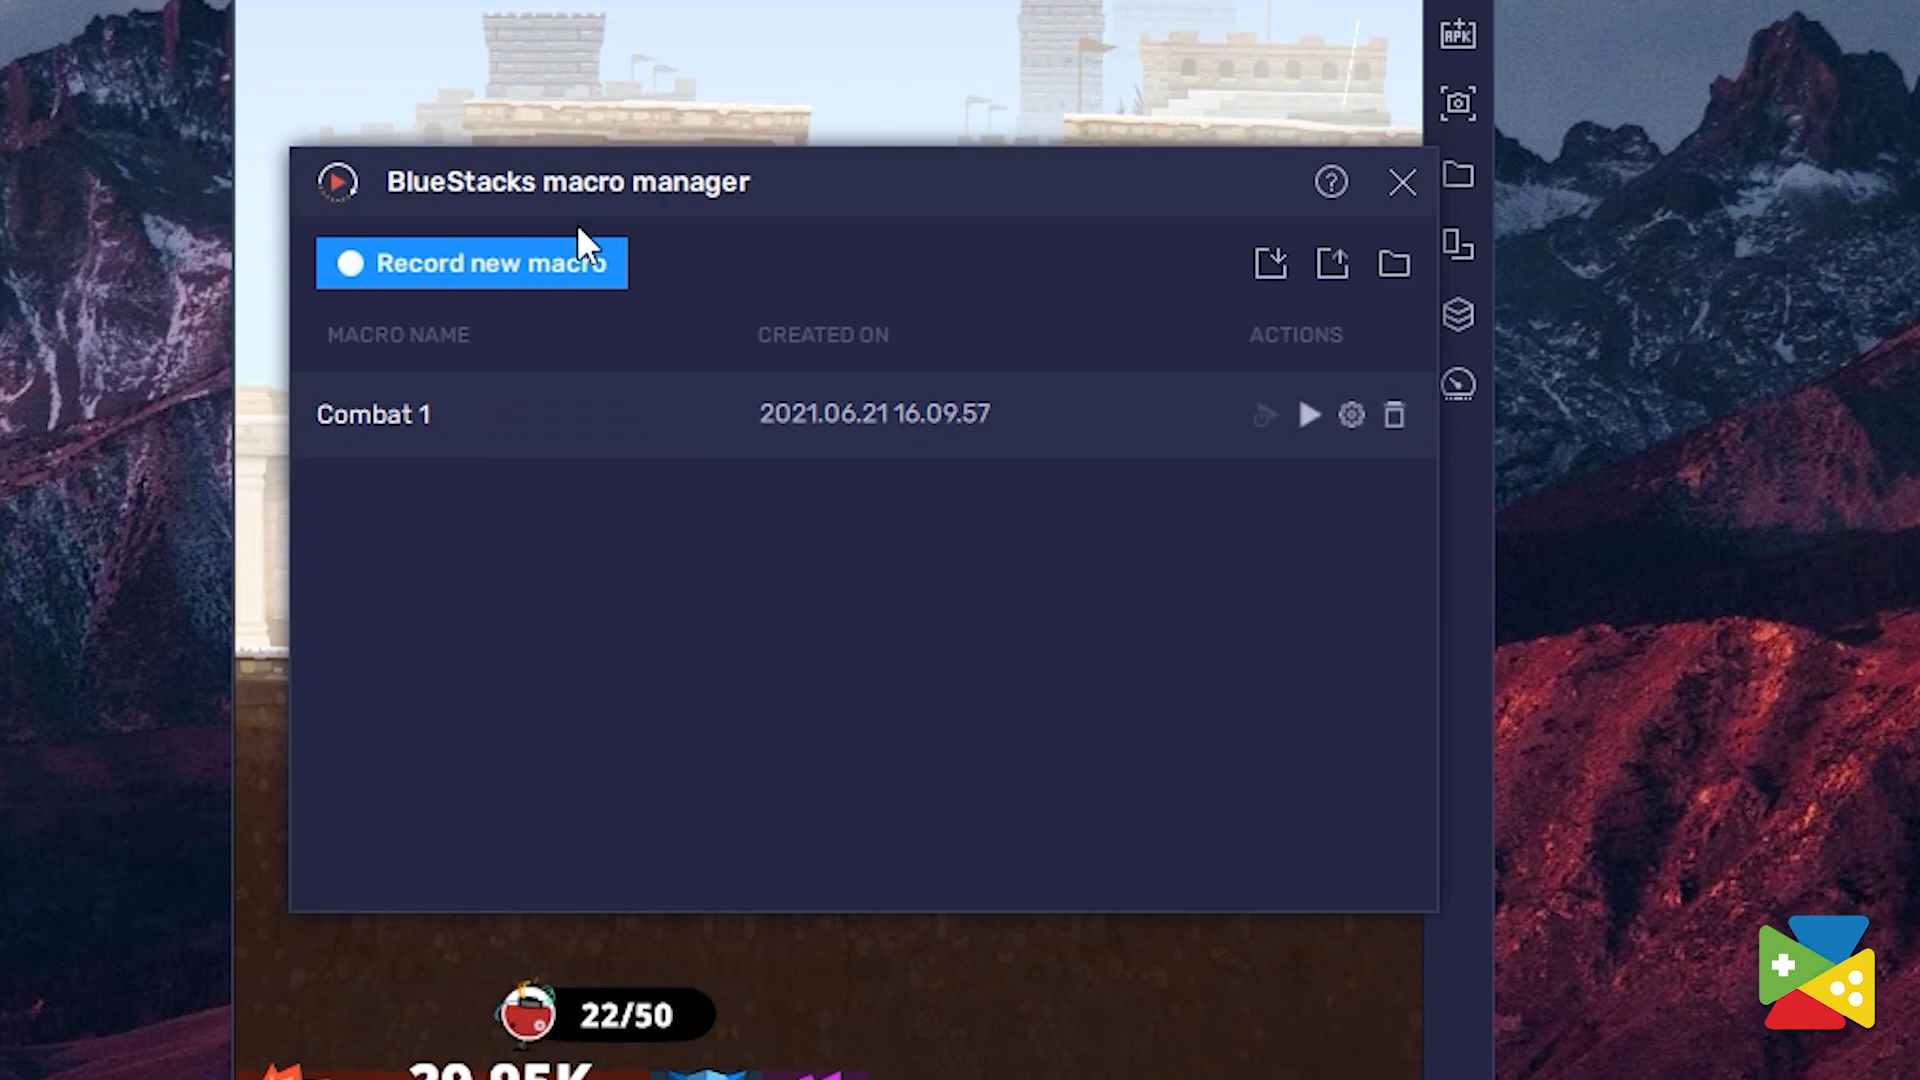 APK
BlueStacks macro manager
Record new macro
MACRO NAME CREATED ON ACTIONS
Combat 1 2021.06.21 16.09.57
22/50